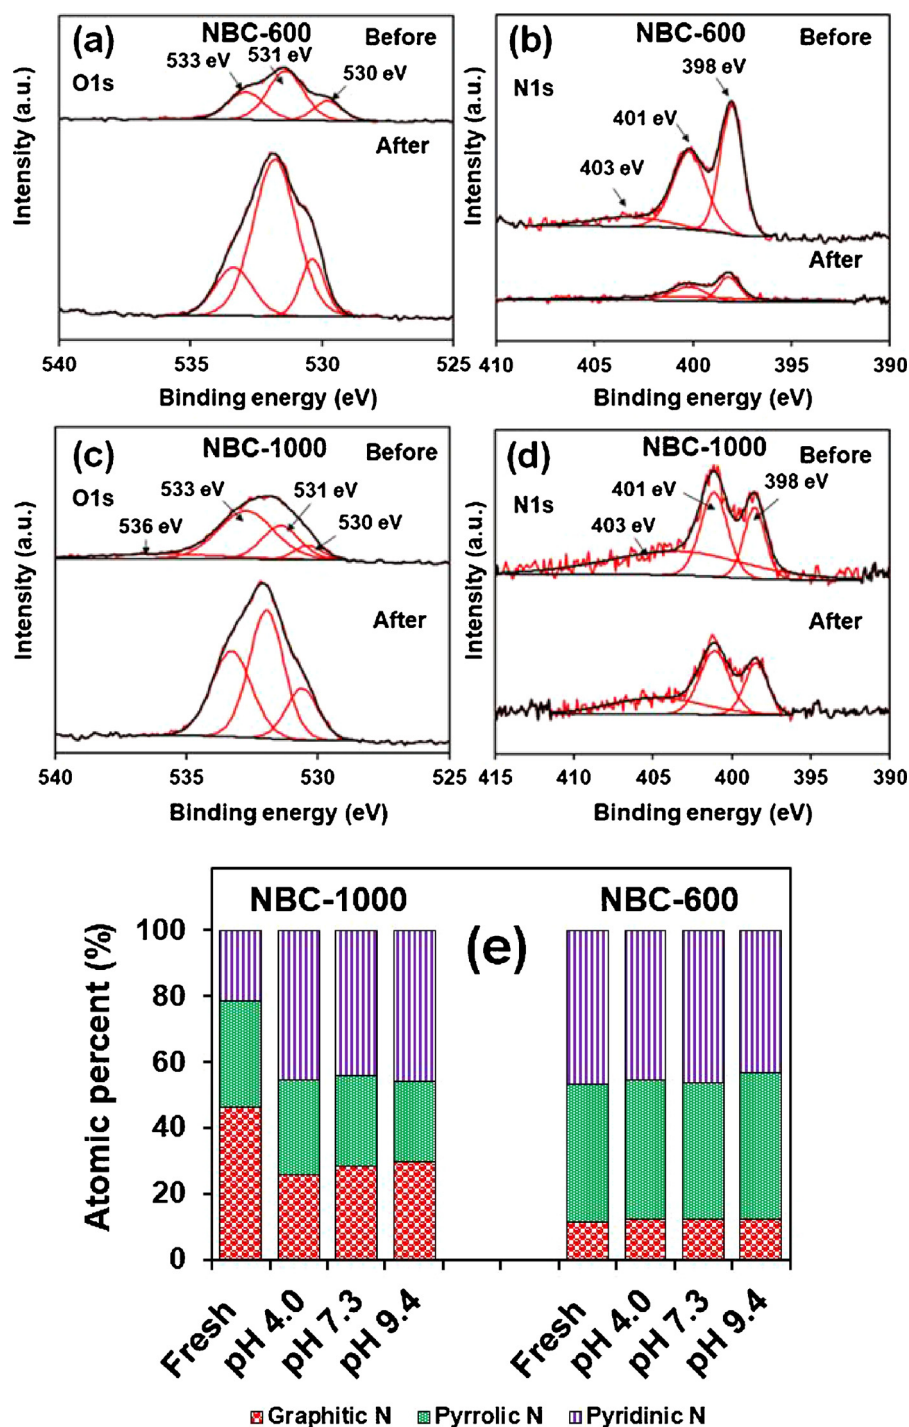 (a)
NBC-600
Before
O1s
533 eV
531 eV
530 eV
After
Intensity (a.u.)
540
535
530
525
Binding energy (eV)
(b)
NBC-600
Before
N1s
398 eV
401 eV
403 eV
After
Intensity (a.u.)
410
405
400
395
390
Binding energy (eV)
(c)
NBC-1000
Before
O1s
533 eV
531 eV
536 eV
530 eV
After
Intensity (a.u.)
540
535
530
525
Binding energy (eV)
(d)
NBC-1000
Before
N1s
401 eV
398 eV
403 eV
After
Intensity (a.u.)
415
410
405
400
395
390
Binding energy (eV)
NBC-1000
NBC-600
(e)
Atomic percent (%)
100
80
60
40
20
0
Fresh
pH 4.0
pH 7.3
pH 9.4
Fresh
pH 4.0
pH 7.3
pH 9.4
Graphitic N
Pyrrolic N
Pyridinic N